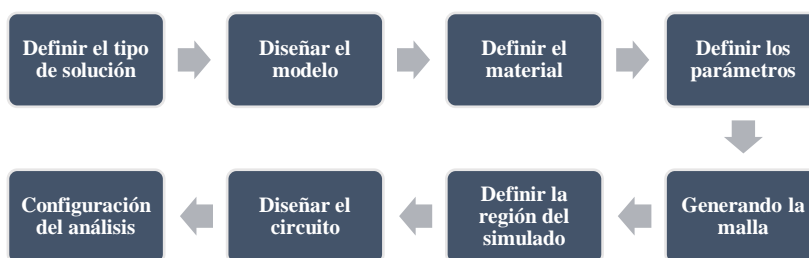 Definir el tipo
de solución
Diseñar el
modelo
Definir el
material
Definir los
parámetros
Generando la
malla
Definir la
región del
simulado
Diseñar el
circuito
Configuración
del análisis